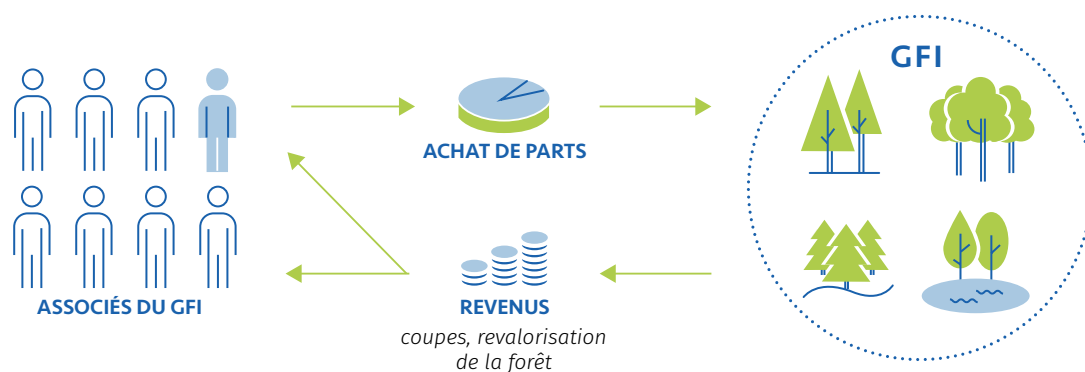 GFI
ACHAT DE PARTS
ASSOCIÉS DU GFI
REVENUS
coupes, revalorisation
de la forêt